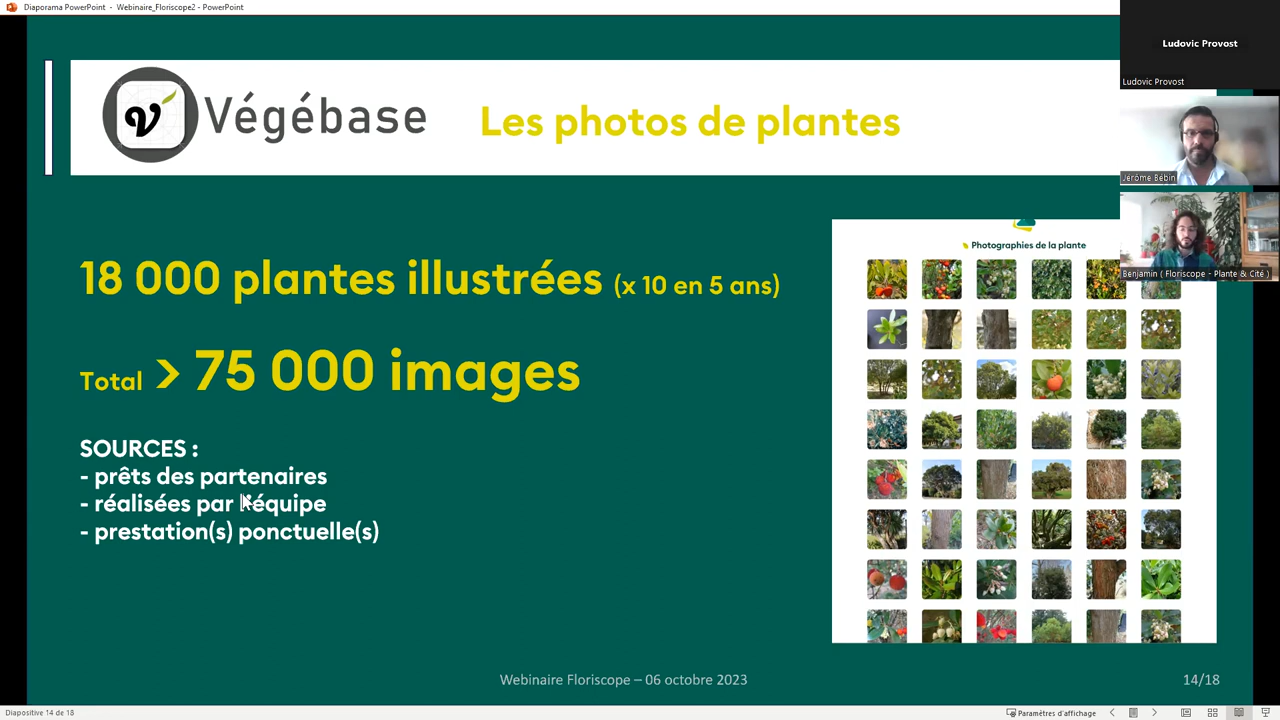 Diaporama PowerPoint - Webinaire_Floriscope2 - PowerPoint
Ludovic Provost
Ludovic Provost
Jerôme Bébin
Benjamin ( Floriscope - Plante & Cité )
Végébase
Les photos de plantes
18 000 plantes illustrées (x 10 en 5 ans)
Total > 75 000 images
SOURCES :
- prêts des partenaires
- réalisées par l'équipe
- prestation(s) ponctuelle(s)
Photographies de la plante
Webinaire Floriscope – 06 octobre 2023
14/18
Diapositive 14 de 18
Paramètres d'affichage